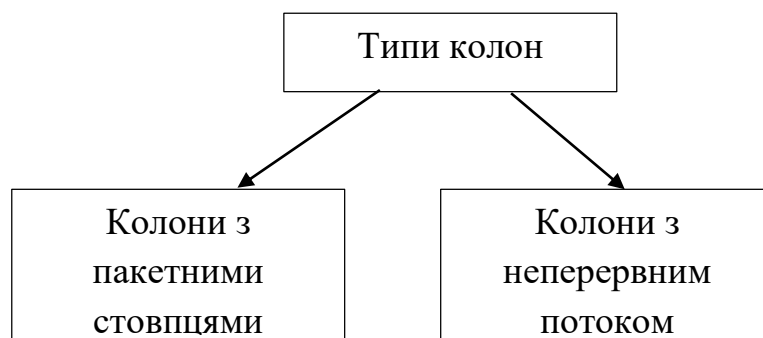 Типи колон
Колони з
пакетними
стовпцями
Колони з
неперервним
потоком